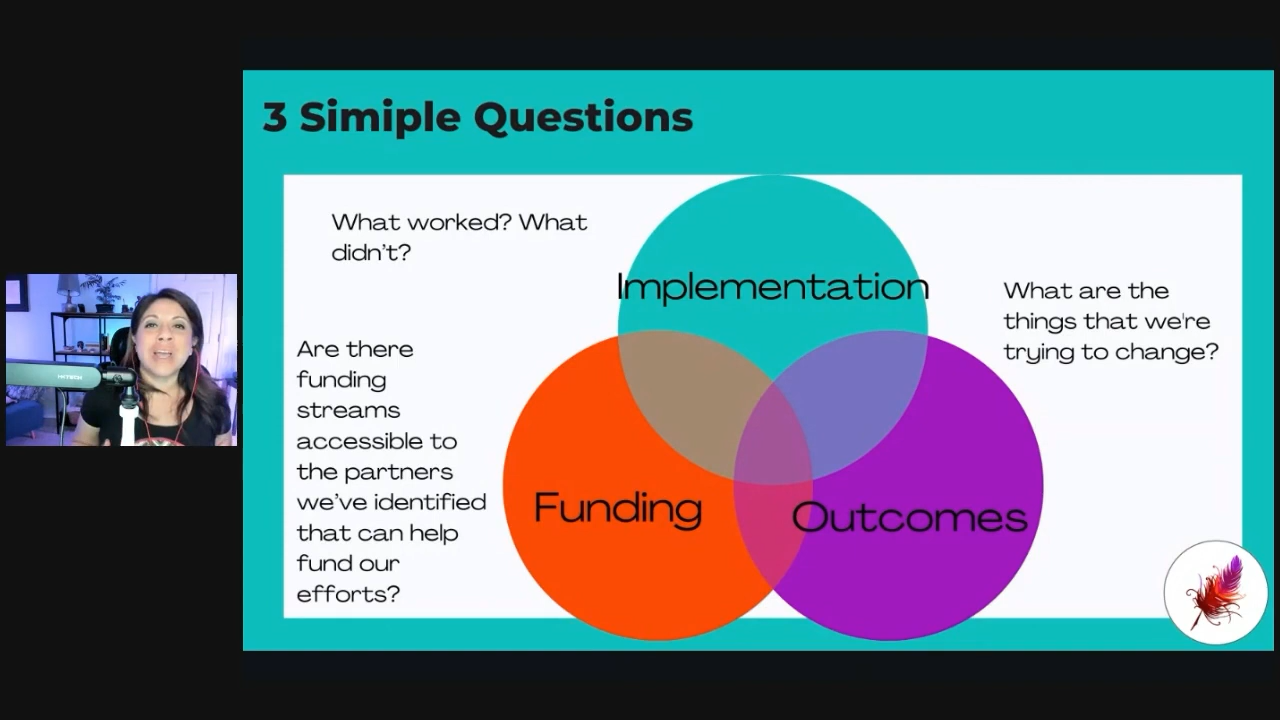 3 Simiple Questions
What worked? What
didn't?
Implementation
What are the
things that we're
trying to change?
Are there
funding
streams
accessible to
the partners
we've identified
that can help
fund our
efforts?
Funding
Outcomes